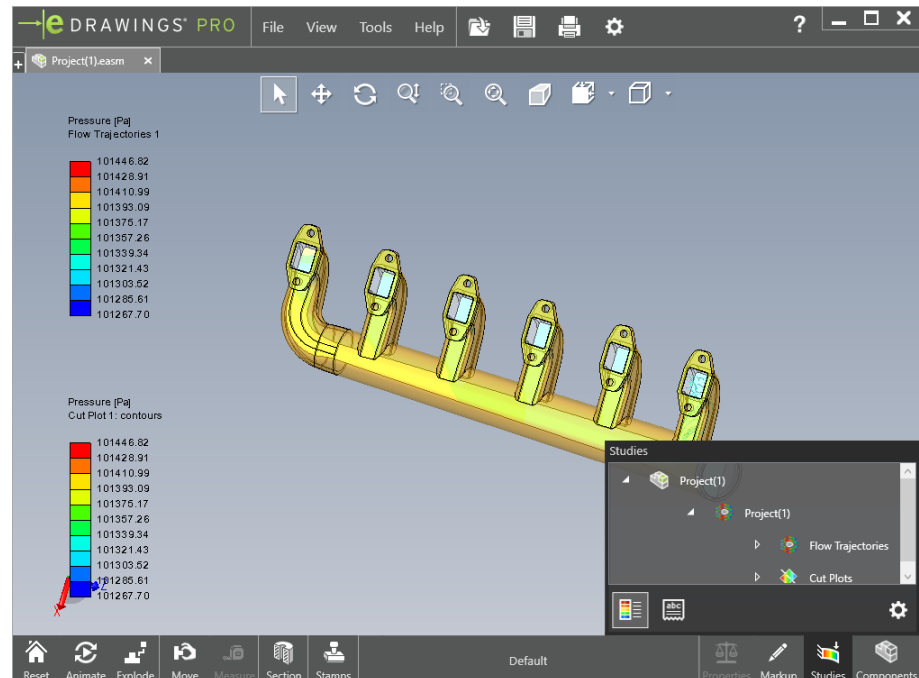 eDRAWINGS® PRO File View Tools Help ?
Project(1).easm
Pressure [Pa]
Flow Trajectories 1
101446.82
101428.91
101410.99
101393.09
101375.17
101357.26
101339.34
101321.43
101303.52
101285.61
101267.70
Pressure [Pa]
Cut Plot 1: contours
101446.82
101428.91
101410.99
101393.09
101375.17
101357.26
101339.34
101321.43
101303.52
101285.61
101267.70
X
Z
Studies
Project(1)
Project(1)
Flow Trajectories
Cut Plots
abc
Default
Reset Animate Explode Move Measure Section Stamps Properties Markup Studies Components